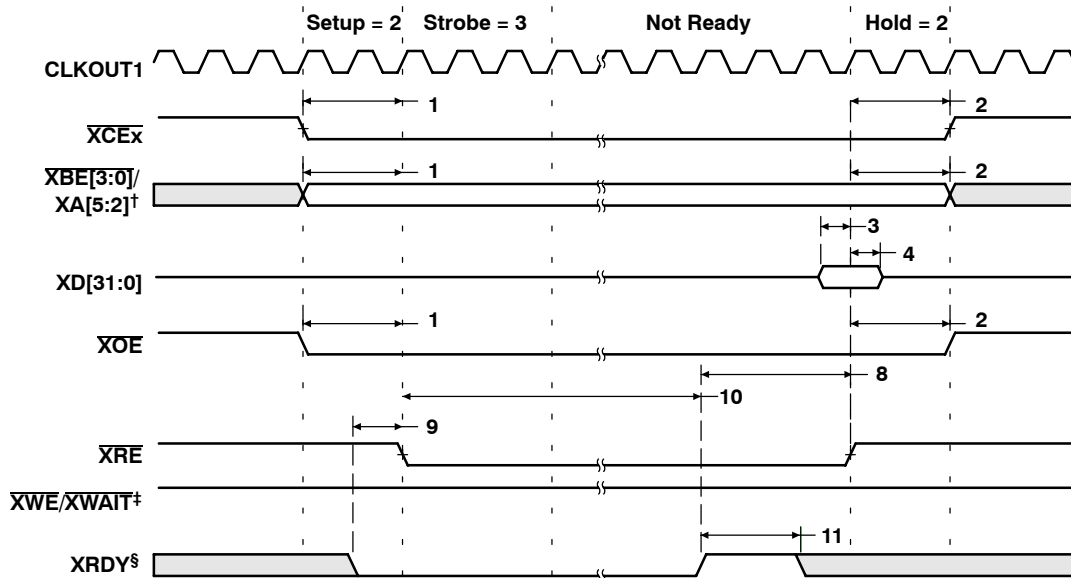 Setup = 2 Strobe = 3 Not Ready Hold = 2
CLKOUT1
1 2
XCEx
1 2
XBE[3:0]/
XA[5:2]†
3
4
XD[31:0]
1 2
XOE
8
10
9
XRE
XWE/XWAIT‡
11
XRDY§